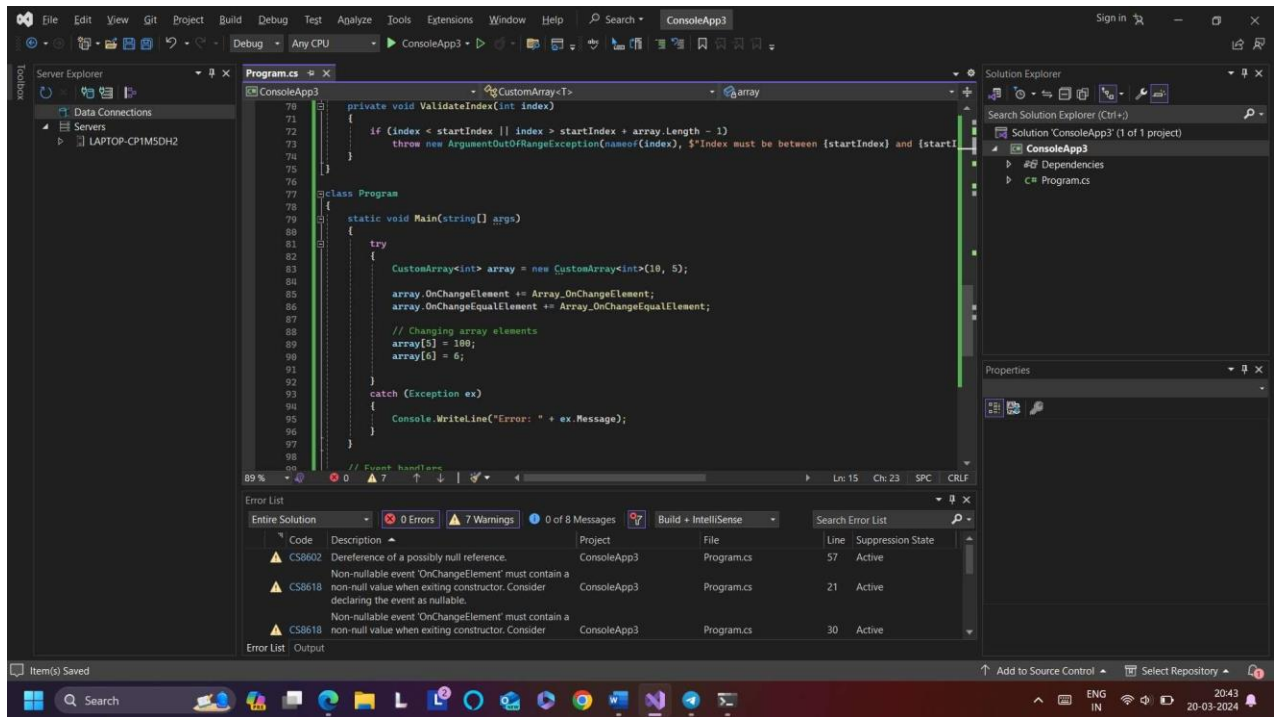 File Edit View Git Project Build Debug Test Analyze Tools Extensions Window Help Search ConsoleApp3 Sign in
Debug Any CPU ConsoleApp3
Toolbox
Server Explorer
Data Connections
Servers
LAPTOP-CP1M5DH2
Program.cs
ConsoleApp3 CustomArray<T> array
70 private void ValidateIndex(int index)
71 {
72 if (index < startIndex || index > startIndex + array.Length - 1)
73 throw new ArgumentOutOfRangeException(nameof(index), $"Index must be between {startIndex} and {startI
74 }
75 }
76
77 class Program
78 {
79 static void Main(string[] args)
80 {
81 try
82 {
83 CustomArray<int> array = new CustomArray<int>(10, 5);
84
85 array.OnChangeElement += Array_OnChangeElement;
86 array.OnChangeEqualElement += Array_OnChangeEqualElement;
87
88 // Changing array elements
89 array[5] = 100;
90 array[6] = 6;
91
92 }
93 catch (Exception ex)
94 {
95 Console.WriteLine("Error: " + ex.Message);
96 }
97 }
98
99 // Event handlers
89 % 0 7 Ln: 15 Ch: 23 SPC CRLF
Error List
Entire Solution 0 Errors 7 Warnings 0 of 8 Messages Build + IntelliSense Search Error List
Code Description Project File Line Suppression State
CS8602 Dereference of a possibly null reference. ConsoleApp3 Program.cs 57 Active
Non-nullable event 'OnChangeElement' must contain a
CS8618 non-null value when exiting constructor. Consider ConsoleApp3 Program.cs 21 Active
declaring the event as nullable.
Non-nullable event 'OnChangeElement' must contain a
CS8618 non-null value when exiting constructor. Consider ConsoleApp3 Program.cs 30 Active
Error List Output
Solution Explorer
Search Solution Explorer (Ctrl+;)
Solution 'ConsoleApp3' (1 of 1 project)
ConsoleApp3
Dependencies
C# Program.cs
Properties
Item(s) Saved Add to Source Control Select Repository
Search ENG 20:43
IN 20-03-2024